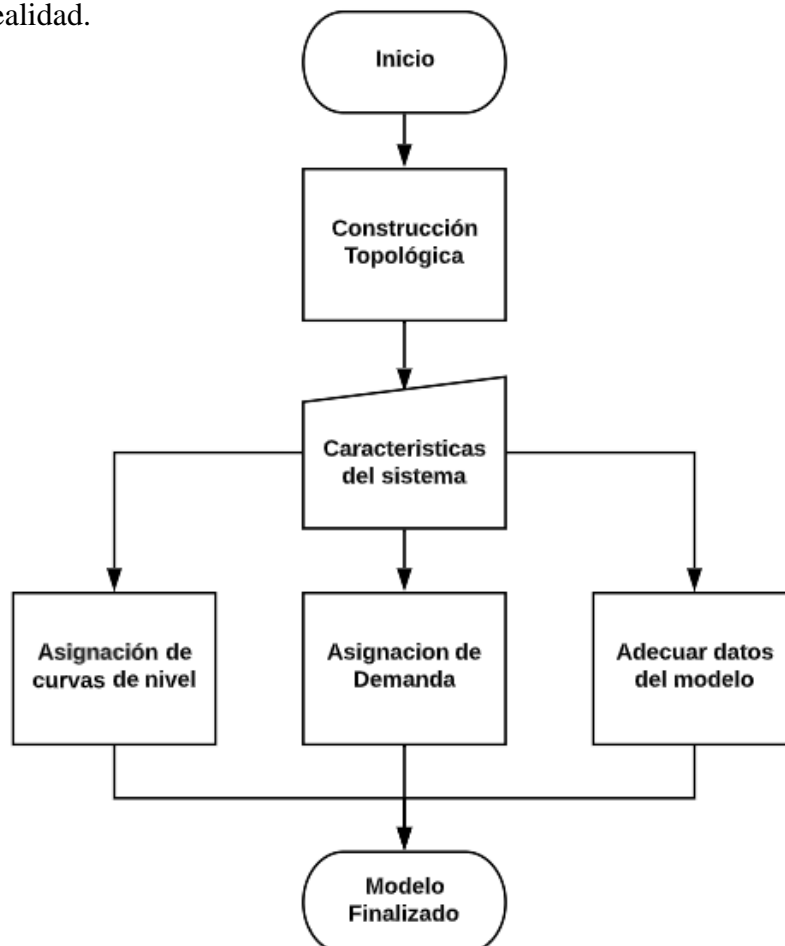 ealidad.
Inicio
Construcción
Topológica
Caracteristicas
del sistema
Asignación de
curvas de nivel
Asignacion de
Demanda
Adecuar datos
del modelo
Modelo
Finalizado